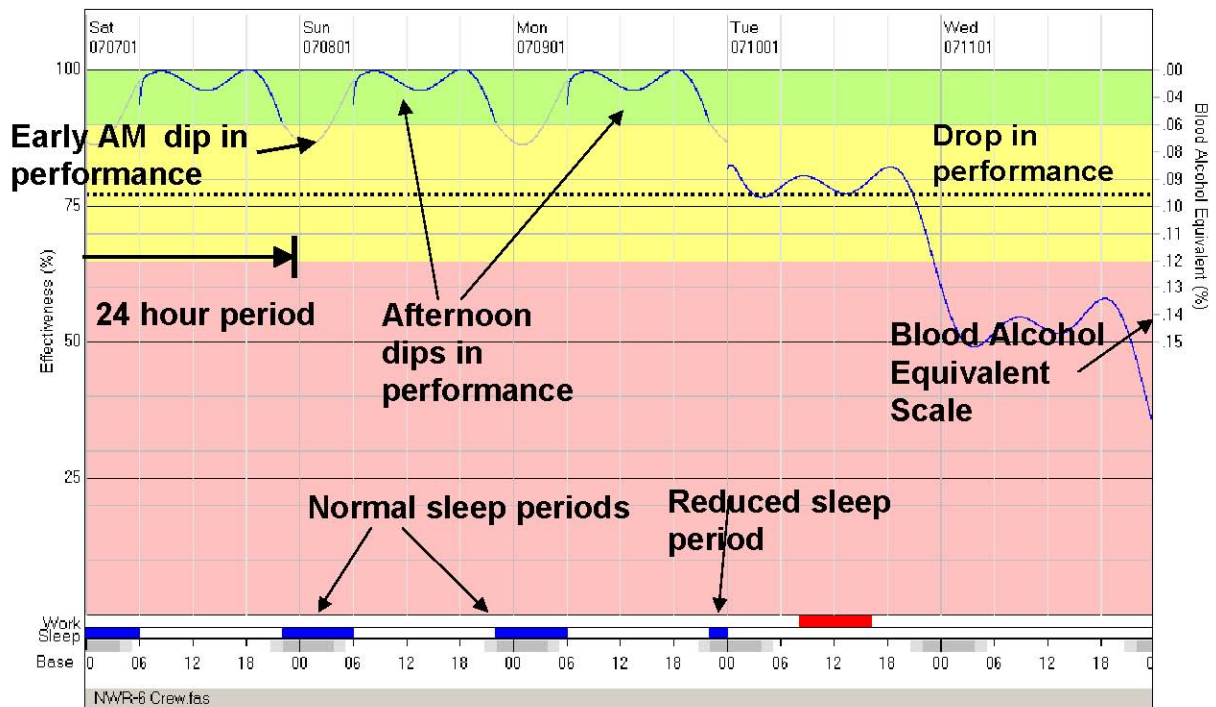 Sat Sun Mon Tue Wed
070701 070801 070901 071001 071101
100
75
50
25
Effectiveness (%)
.00
.04
.06
.08
.09
.10
.11
.12
.13
.14
.15
Blood Alcohol Equivalent (%)
Early AM dip in
performance
Drop in
performance
24 hour period
Afternoon
dips in
performance
Blood Alcohol
Equivalent
Scale
Normal sleep periods
Reduced sleep
period
Work
Sleep
Base 0 06 12 18 00 06 12 18 00 06 12 18 00 06 12 18 00 06 12 18 0
NWR-6 Crew.fas